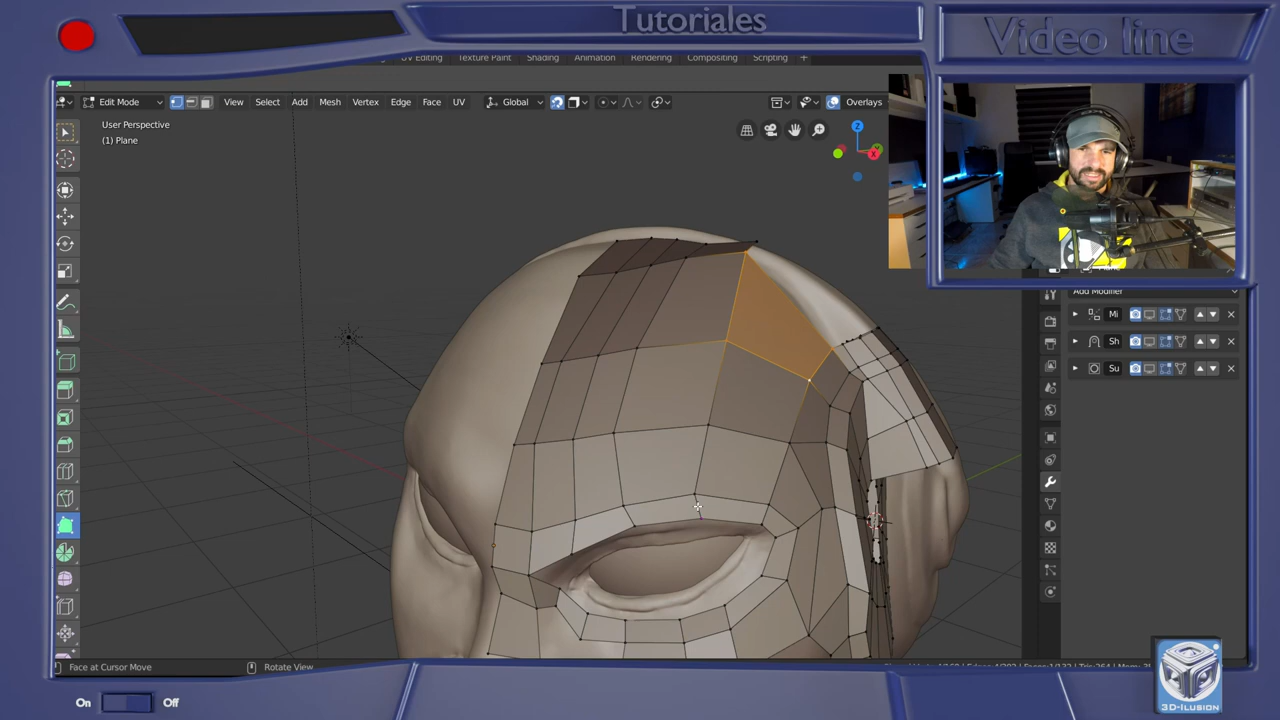 Tutoriales
Video line
UV Editing
Texture Paint
Shading
Animation
Rendering
Compositing
Scripting
+
Edit Mode
View
Select
Add
Mesh
Vertex
Edge
Face
UV
Global
Overlays
User Perspective
(1) Plane
Z
X
Add Modifier
Mi
Sh
Su
Face at Cursor Move
Rotate View
On
Off
3D-ILUSION